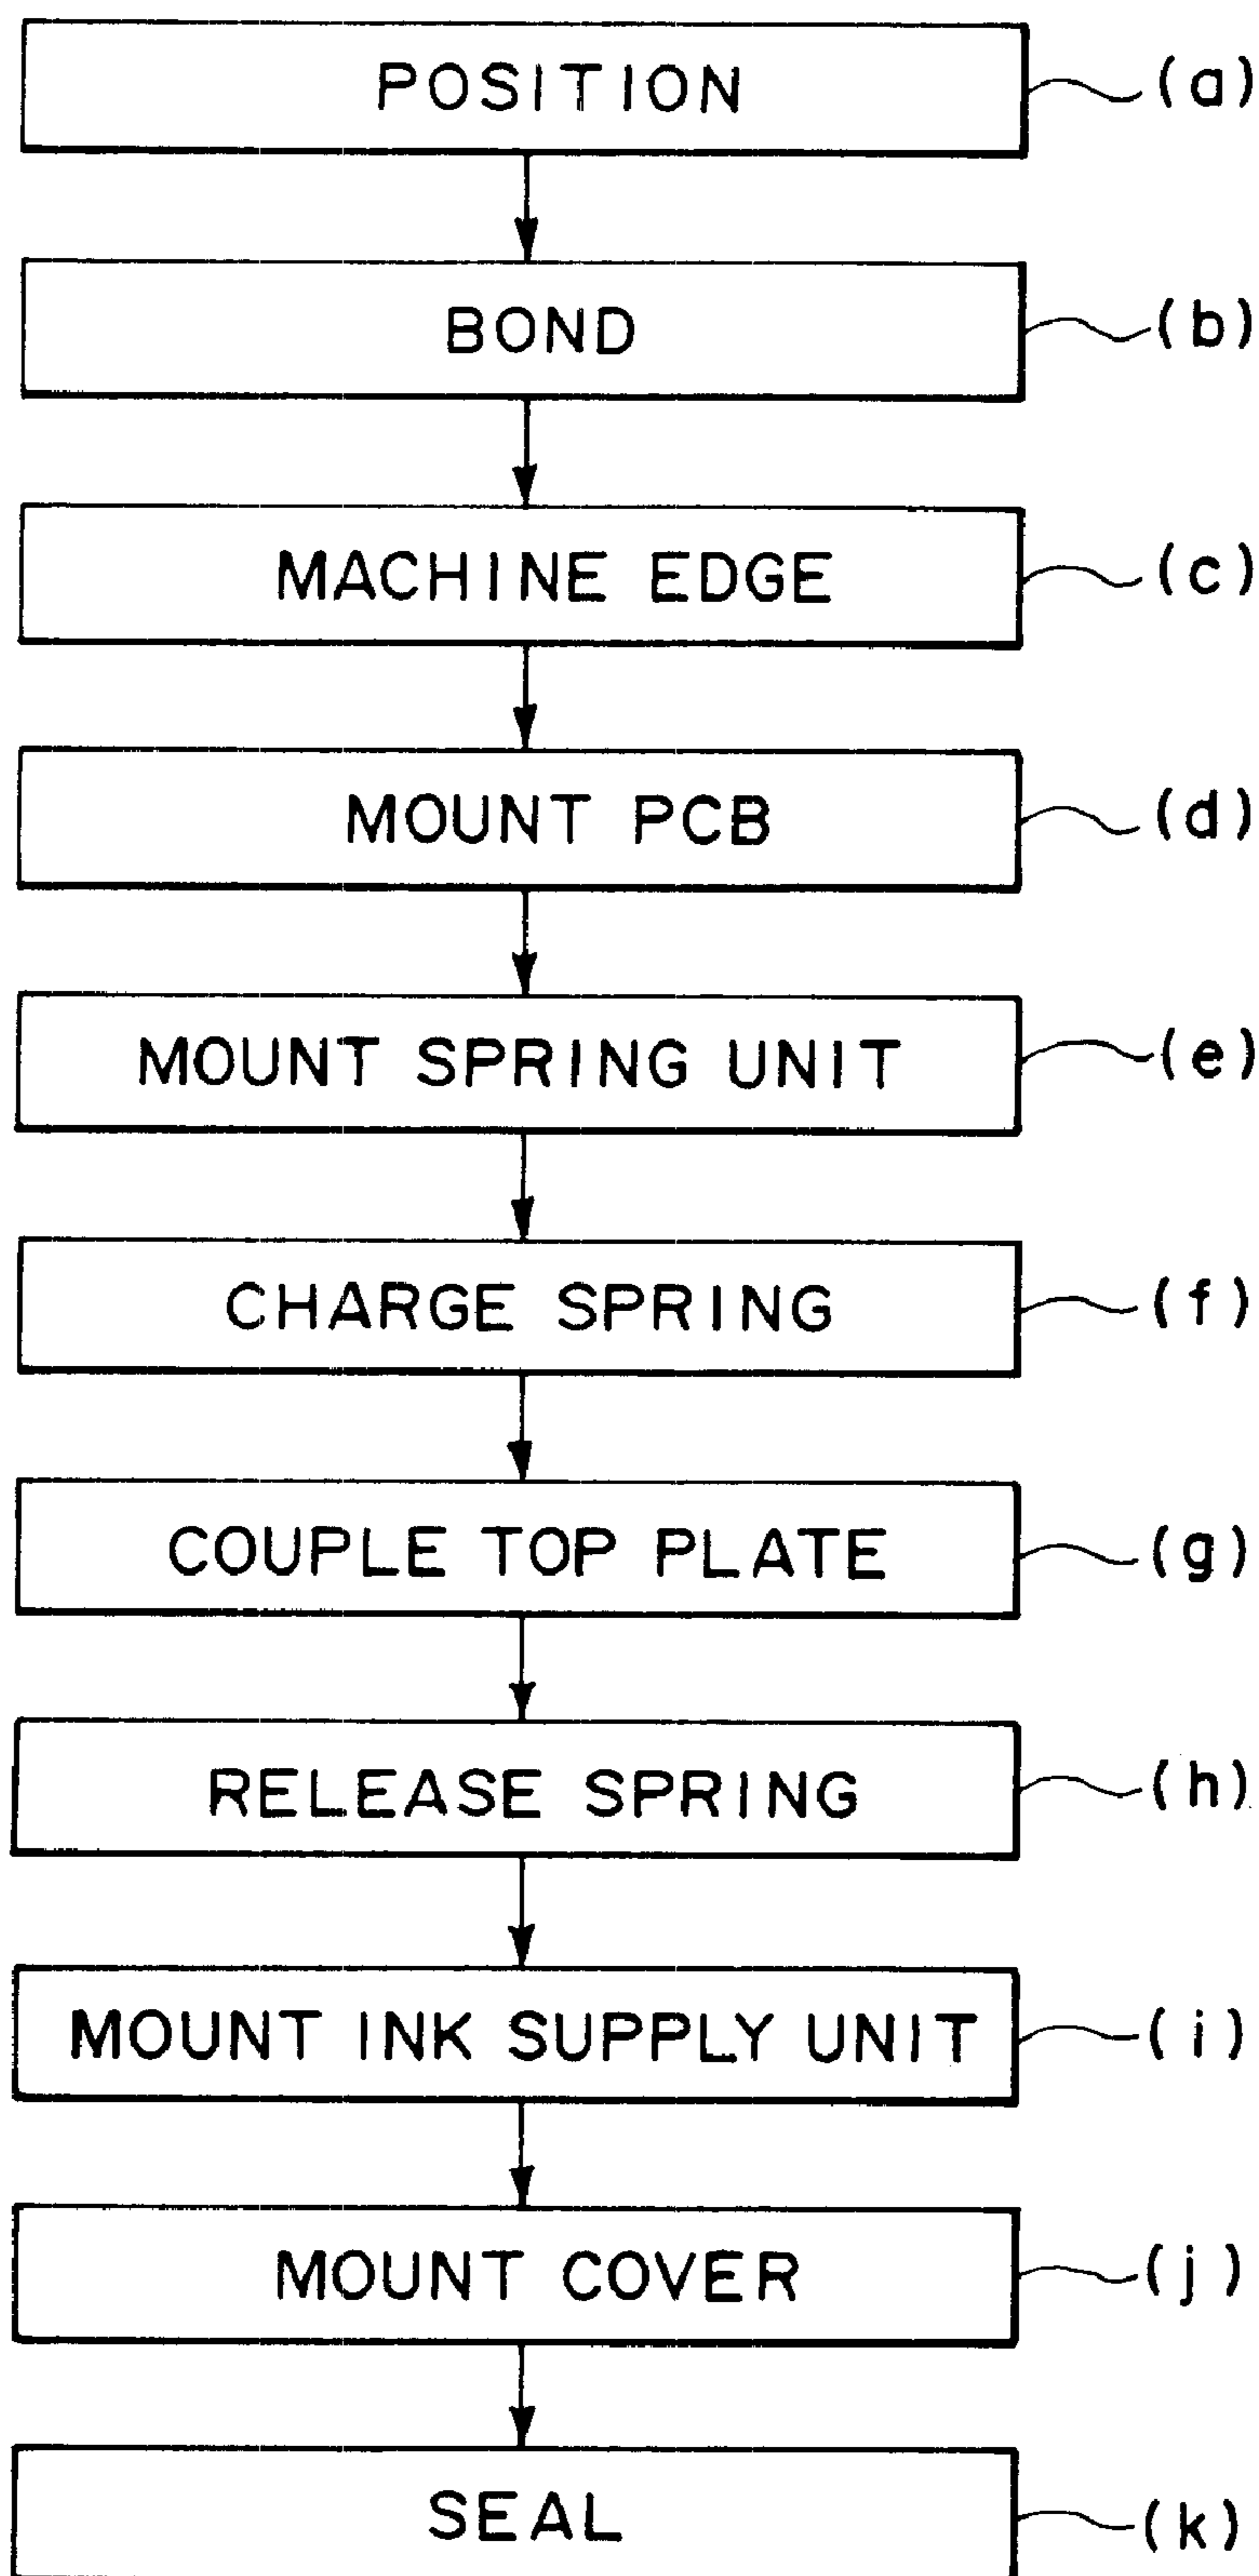 POSITION (a)
BOND (b)
MACHINE EDGE (c)
MOUNT PCB (d)
MOUNT SPRING UNIT (e)
CHARGE SPRING (f)
COUPLE TOP PLATE (g)
RELEASE SPRING (h)
MOUNT INK SUPPLY UNIT (i)
MOUNT COVER (j)
SEAL (k)